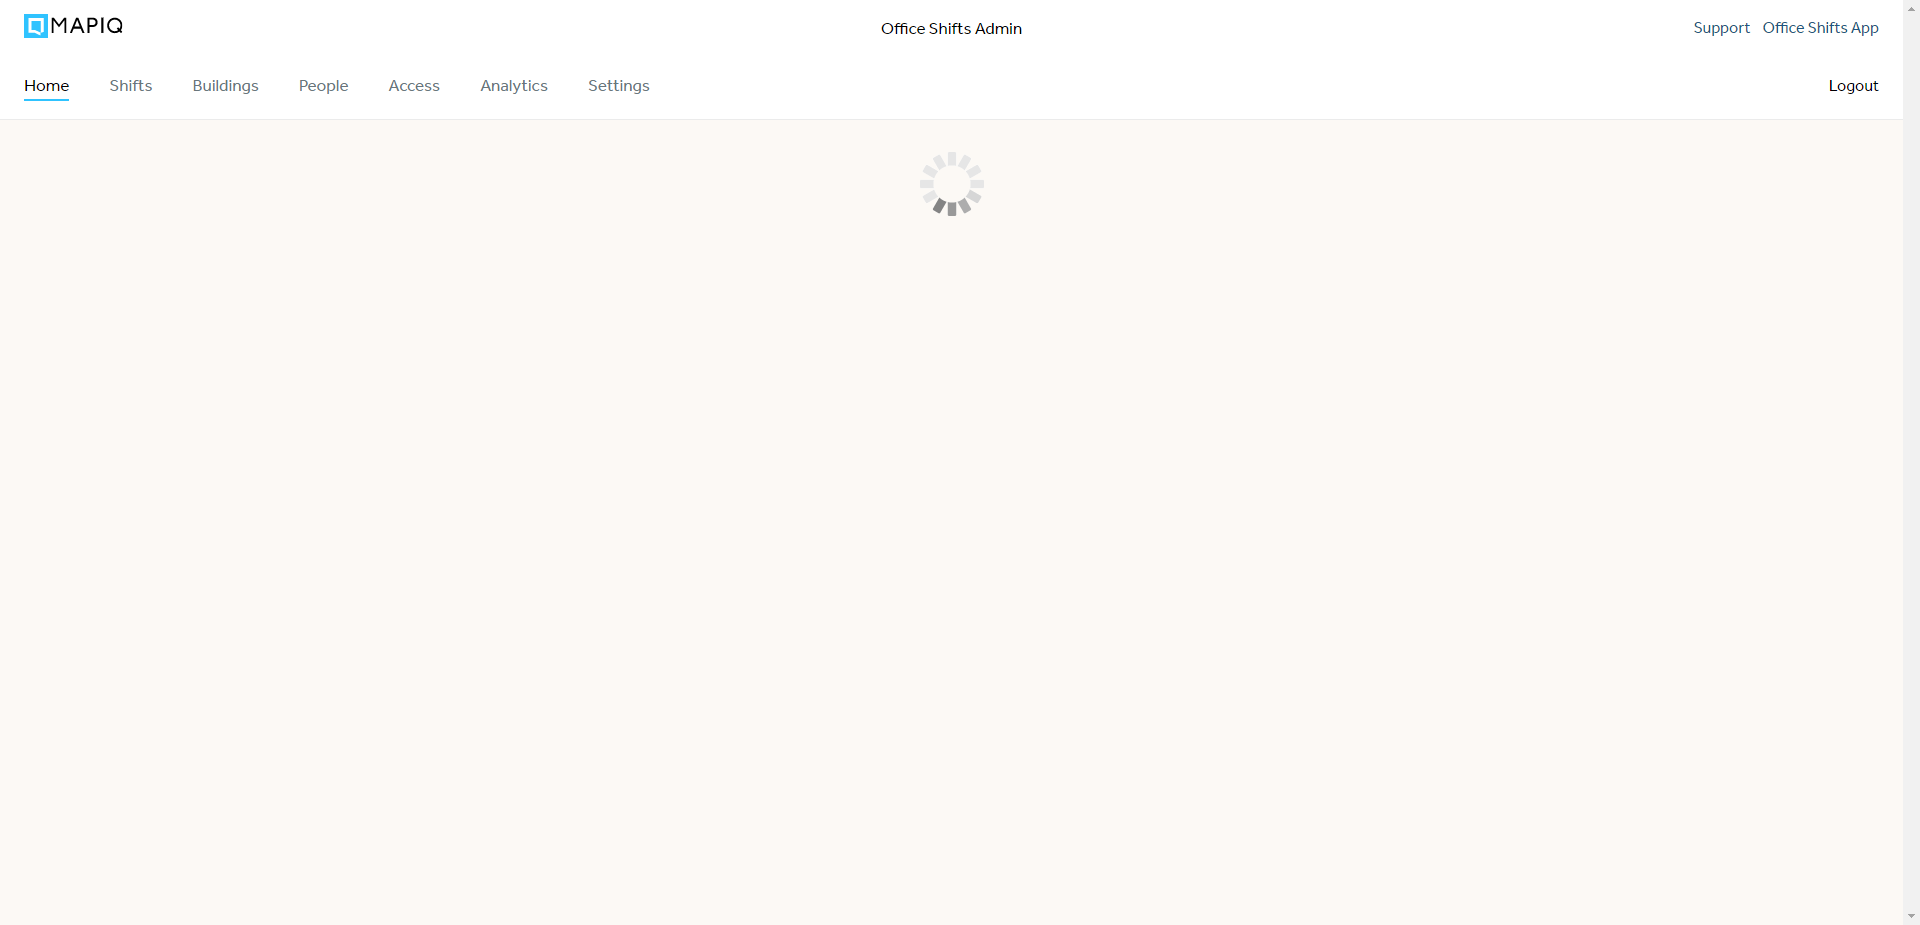 MAPIQ
Office Shifts Admin
Support Office Shifts App
Home Shifts Buildings People Access Analytics Settings Logout